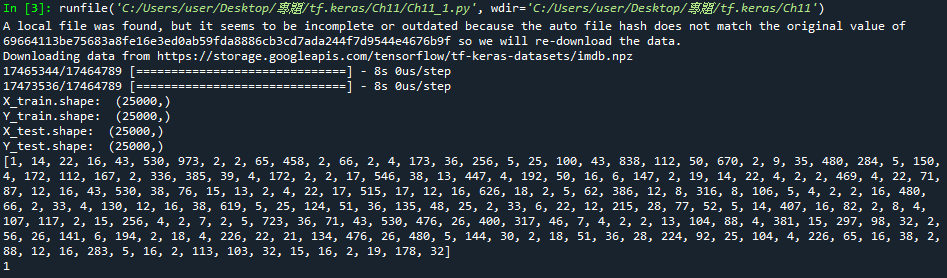 In [3]: runfile('C:/Users/user/Desktop/專題/tf.keras/Ch11/Ch11_1.py', wdir='C:/Users/user/Desktop/專題/tf.keras/Ch11')
A local file was found, but it seems to be incomplete or outdated because the auto file hash does not match the original value of
69664113be75683a8fe16e3ed0ab59fda8886cb3cd7ada244f7d9544e4676b9f so we will re-download the data.
Downloading data from https://storage.googleapis.com/tensorflow/tf-keras-datasets/imdb.npz
17465344/17464789 [==============================] - 8s 0us/step
17473536/17464789 [==============================] - 8s 0us/step
X_train.shape:  (25000,)
Y_train.shape:  (25000,)
X_test.shape:  (25000,)
Y_test.shape:  (25000,)
[1, 14, 22, 16, 43, 530, 973, 2, 2, 65, 458, 2, 66, 2, 4, 173, 36, 256, 5, 25, 100, 43, 838, 112, 50, 670, 2, 9, 35, 480, 284, 5, 150,
4, 172, 112, 167, 2, 336, 385, 39, 4, 172, 2, 2, 17, 546, 38, 13, 447, 4, 192, 50, 16, 6, 147, 2, 19, 14, 22, 4, 2, 2, 469, 4, 22, 71,
87, 12, 16, 43, 530, 38, 76, 15, 13, 2, 4, 22, 17, 515, 17, 12, 16, 626, 18, 2, 5, 62, 386, 12, 8, 316, 8, 106, 5, 4, 2, 2, 16, 480,
66, 2, 33, 4, 130, 12, 16, 38, 619, 5, 25, 124, 51, 36, 135, 48, 25, 2, 33, 6, 22, 12, 215, 28, 77, 52, 5, 14, 407, 16, 82, 2, 8, 4,
107, 117, 2, 15, 256, 4, 2, 7, 2, 5, 723, 36, 71, 43, 530, 476, 26, 400, 317, 46, 7, 4, 2, 2, 13, 104, 88, 4, 381, 15, 297, 98, 32, 2,
56, 26, 141, 6, 194, 2, 18, 4, 226, 22, 21, 134, 476, 26, 480, 5, 144, 30, 2, 18, 51, 36, 28, 224, 92, 25, 104, 4, 226, 65, 16, 38, 2,
88, 12, 16, 283, 5, 16, 2, 113, 103, 32, 15, 16, 2, 19, 178, 32]
1